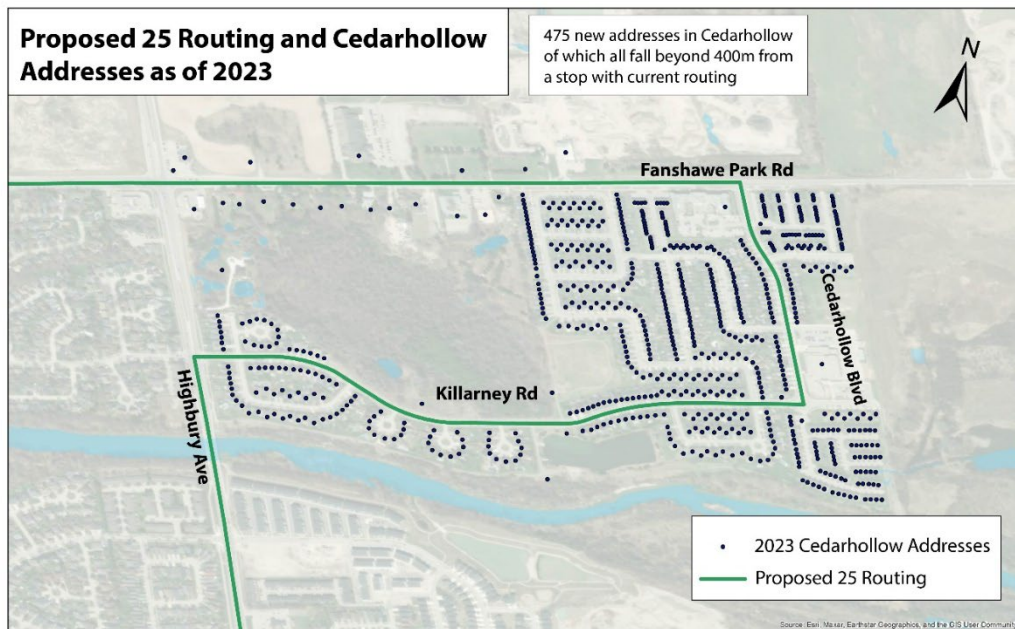 Proposed 25 Routing and Cedarhollow
Addresses as of 2023
475 new addresses in Cedarhollow
of which all fall beyond 400m from
a stop with current routing
N
Fanshawe Park Rd
Cedarhollow Blvd
Killarney Rd
Highbury Ave
2023 Cedarhollow Addresses
Proposed 25 Routing
Source: Esri, Maxar, Earthstar Geographics, and the GIS User Community